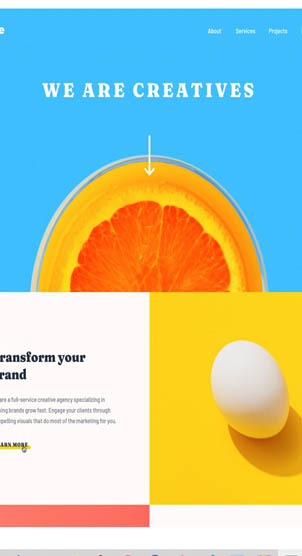 e
About Services Projects
WE ARE CREATIVES
ransform your
rand
are a full-service creative agency specializing in
ing brands grow fast. Engage your clients through
pelling visuals that do most of the marketing for you.
ARN MORE